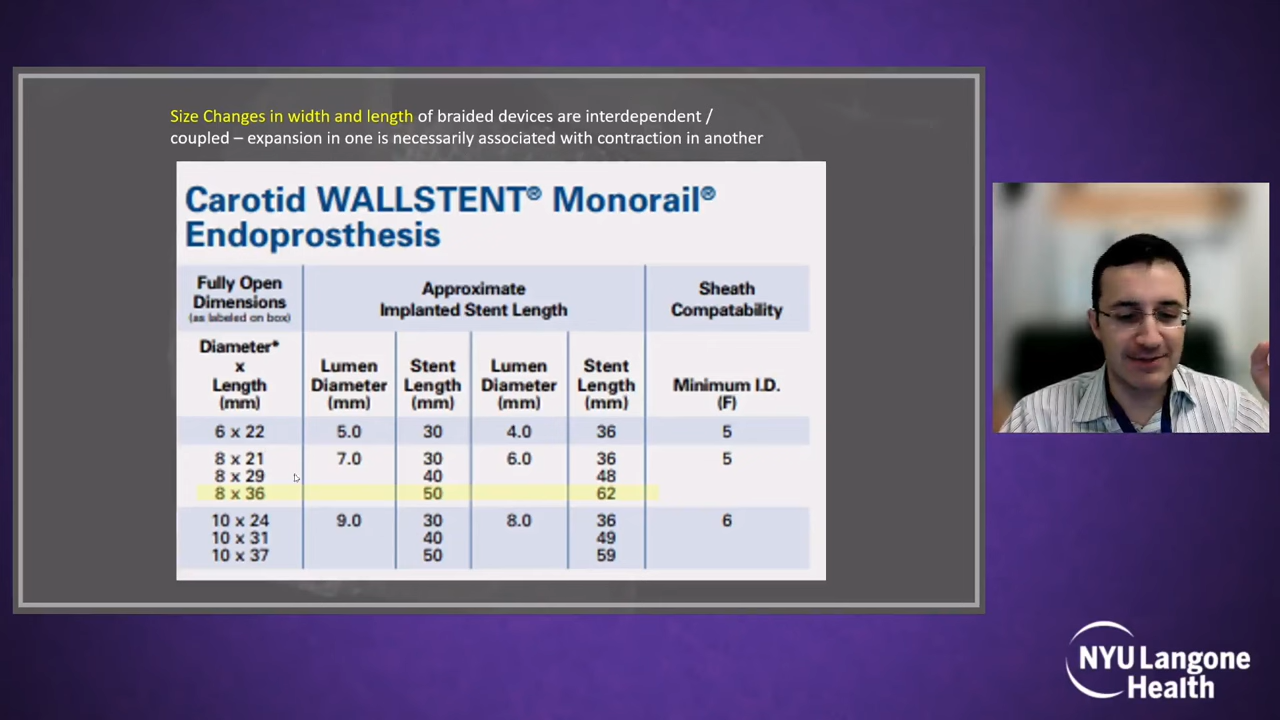 Size Changes in width and length of braided devices are interdependent /
coupled – expansion in one is necessarily associated with contraction in another
Carotid WALLSTENT® Monorail®
Endoprosthesis
Fully Open
Dimensions
(as labeled on box)
Approximate
Implanted Stent Length
Sheath
Compatability
Diameter*
x
Length
(mm)
Lumen
Diameter
(mm)
Stent
Length
(mm)
Lumen
Diameter
(mm)
Stent
Length
(mm)
Minimum I.D.
(F)
6 x 22 5.0 30 4.0 36 5
8 x 21 7.0 30 6.0 36 5
8 x 29 40 48
8 x 36 50 62
10 x 24 9.0 30 8.0 36 6
10 x 31 40 49
10 x 37 50 59
NYU Langone
Health